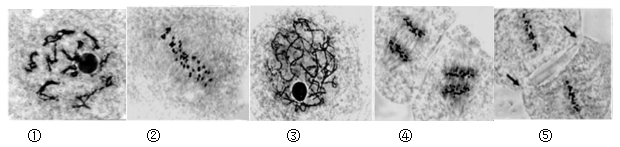 ① ② ③ ④ ⑤